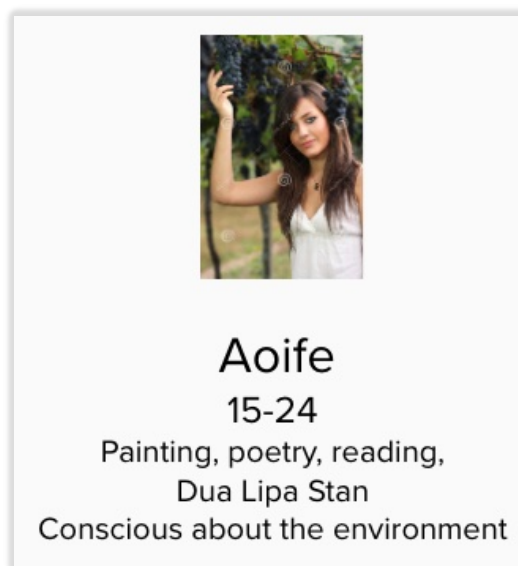 Aoife
15-24
Painting, poetry, reading,
Dua Lipa Stan
Conscious about the environment